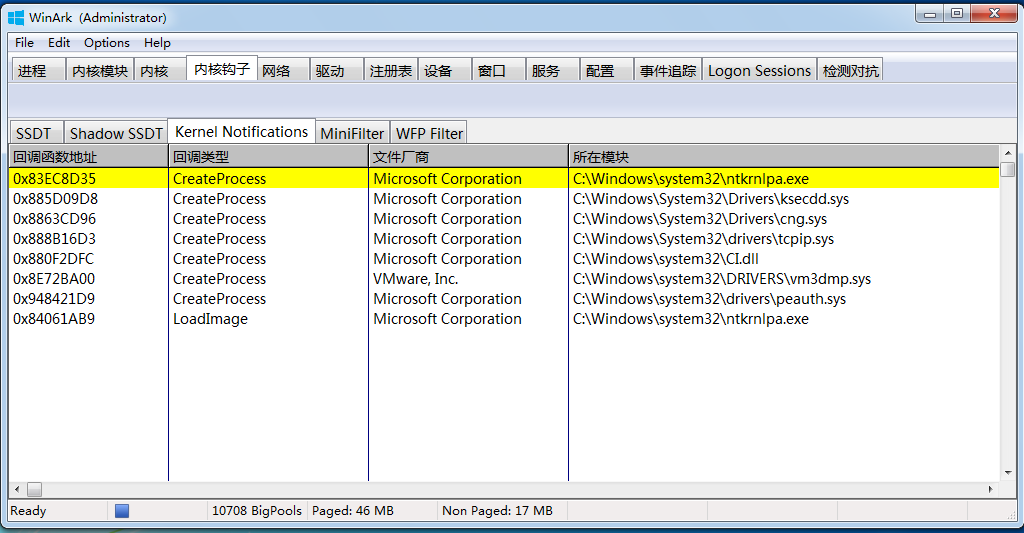 WinArk (Administrator)
File Edit Options Help
进程 内核模块 内核 内核钩子 网络 驱动 注册表 设备 窗口 服务 配置 事件追踪 Logon Sessions 检测对抗
SSDT Shadow SSDT Kernel Notifications MiniFilter WFP Filter
回调函数地址 回调类型 文件厂商 所在模块
0x83EC8D35 CreateProcess Microsoft Corporation C:\Windows\system32\ntkrnlpa.exe
0x885D09D8 CreateProcess Microsoft Corporation C:\Windows\System32\Drivers\ksecdd.sys
0x8863CD96 CreateProcess Microsoft Corporation C:\Windows\System32\Drivers\cng.sys
0x888B16D3 CreateProcess Microsoft Corporation C:\Windows\System32\drivers\tcpip.sys
0x880F2DFC CreateProcess Microsoft Corporation C:\Windows\system32\CI.dll
0x8E72BA00 CreateProcess VMware, Inc. C:\Windows\system32\DRIVERS\vm3dmp.sys
0x948421D9 CreateProcess Microsoft Corporation C:\Windows\system32\drivers\peauth.sys
0x84061AB9 LoadImage Microsoft Corporation C:\Windows\system32\ntkrnlpa.exe
Ready 10708 BigPools Paged: 46 MB Non Paged: 17 MB